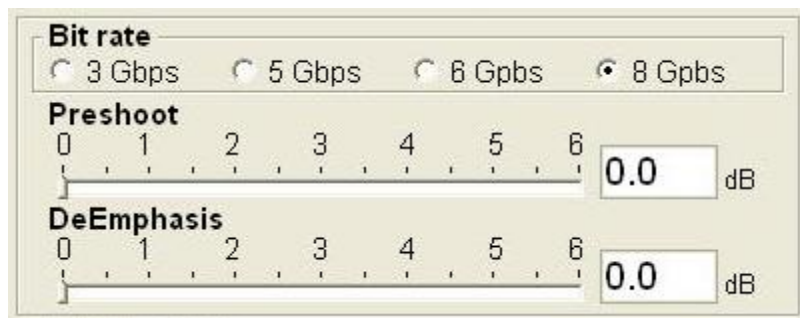 Bit rate
3 Gbps 5 Gbps 6 Gpbs 8 Gpbs
Preshoot
0 1 2 3 4 5 6
0.0 dB
DeEmphasis
0 1 2 3 4 5 6
0.0 dB